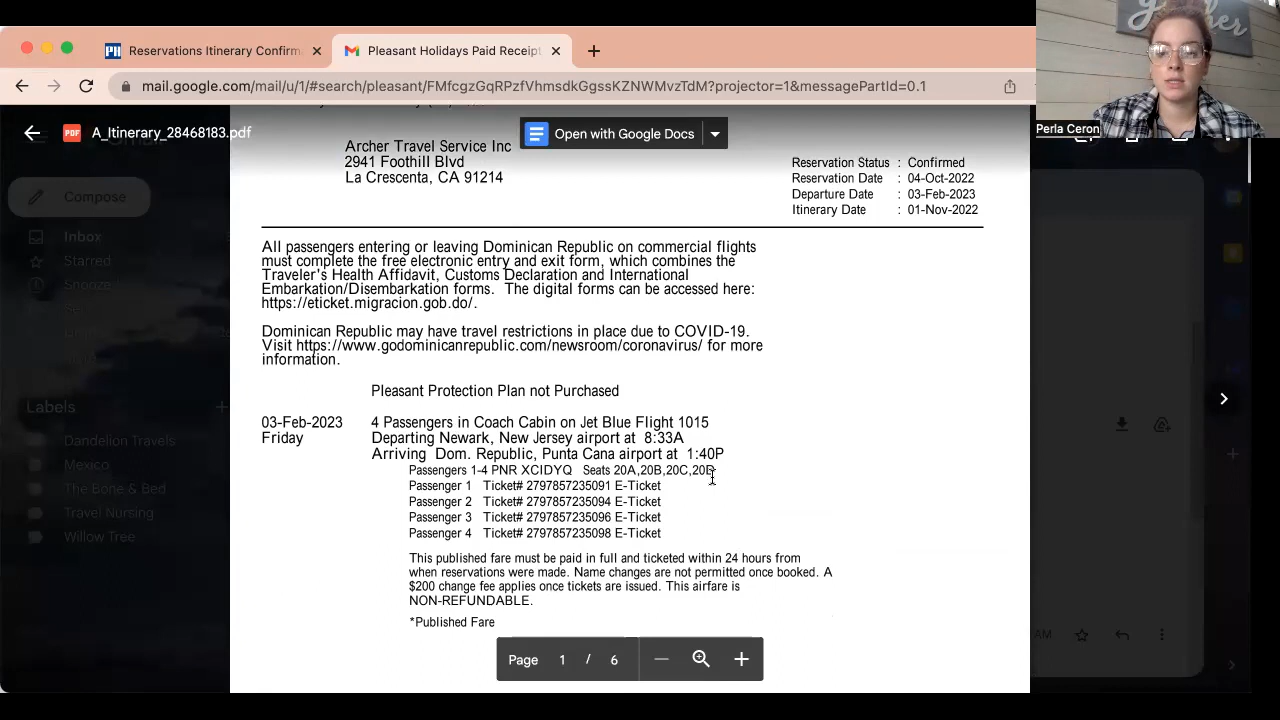 Reservations Itinerary Confirm
Pleasant Holidays Paid Receipt
mail.google.com/mail/u/1/#search/pleasant/FMfcgzGqRPzfVhmsdkGgssKZNWMvzTdM?projector=1&messagePartId=0.1
Gather
Perla Ceron
PDF A_Itinerary_28468183.pdf
Open with Google Docs
Archer Travel Service Inc
2941 Foothill Blvd
La Crescenta, CA 91214
Reservation Status : Confirmed
Reservation Date : 04-Oct-2022
Departure Date : 03-Feb-2023
Itinerary Date : 01-Nov-2022
Compose
Inbox
Starred
Snooze
Labels
Dandelion Travels
Mexico
The Bone & Bed
Travel Nursing
Willow Tree
All passengers entering or leaving Dominican Republic on commercial flights
must complete the free electronic entry and exit form, which combines the
Traveler's Health Affidavit, Customs Declaration and International
Embarkation/Disembarkation forms. The digital forms can be accessed here:
https://eticket.migracion.gob.do/.
Dominican Republic may have travel restrictions in place due to COVID-19.
Visit https://www.godominicanrepublic.com/newsroom/coronavirus/ for more
information.
Pleasant Protection Plan not Purchased
03-Feb-2023 4 Passengers in Coach Cabin on Jet Blue Flight 1015
Friday Departing Newark, New Jersey airport at 8:33A
Arriving Dom. Republic, Punta Cana airport at 1:40P
Passengers 1-4 PNR XCIDYQ Seats 20A,20B,20C,20D
Passenger 1 Ticket# 2797857235091 E-Ticket
Passenger 2 Ticket# 2797857235094 E-Ticket
Passenger 3 Ticket# 2797857235096 E-Ticket
Passenger 4 Ticket# 2797857235098 E-Ticket
This published fare must be paid in full and ticketed within 24 hours from
when reservations were made. Name changes are not permitted once booked. A
$200 change fee applies once tickets are issued. This airfare is
NON-REFUNDABLE.
*Published Fare
AM
Page 1 / 6